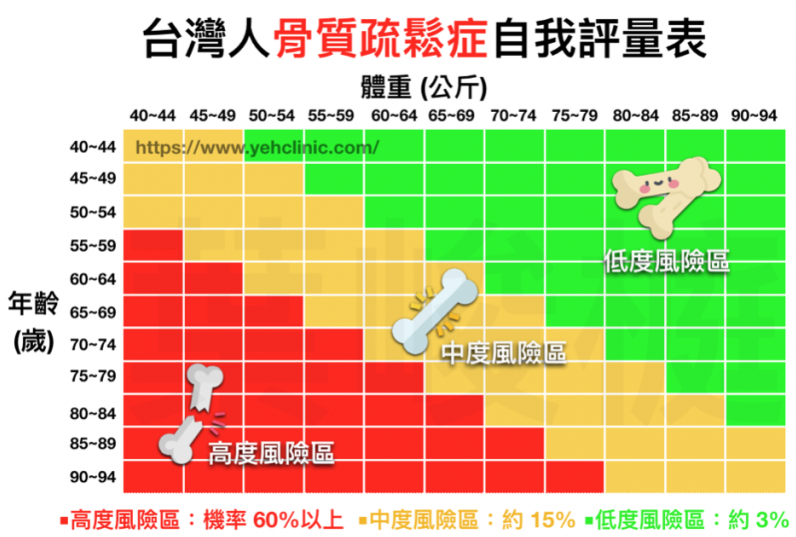 台灣人骨質疏鬆症自我評量表
體重 (公斤)
40~44 45~49 50~54 55~59 60~64 65~69 70~74 75~79 80~84 85~89 90~94
40~44
https://www.yehclinic.com/
45~49
50~54
55~59
低度風險區
60~64
年齡
(歲)
65~69
70~74
中度風險區
75~79
80~84
85~89
高度風險區
90~94
▪高度風險區：機率 60%以上 ▪中度風險區：約 15% ▪低度風險區：約 3%